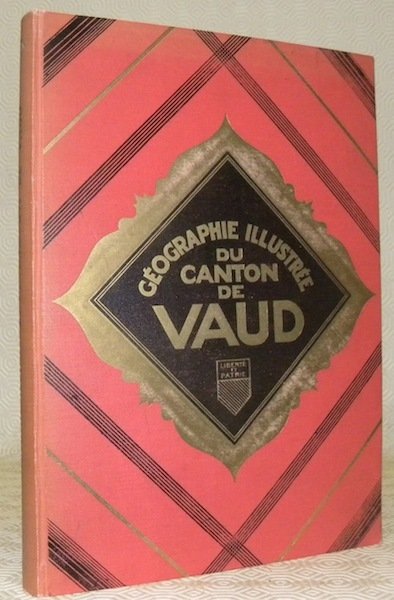 GÉOGRAPHIE ILLUSTRÉE
DU
CANTON
DE
VAUD
LIBERTÉ
ET
PATRIE